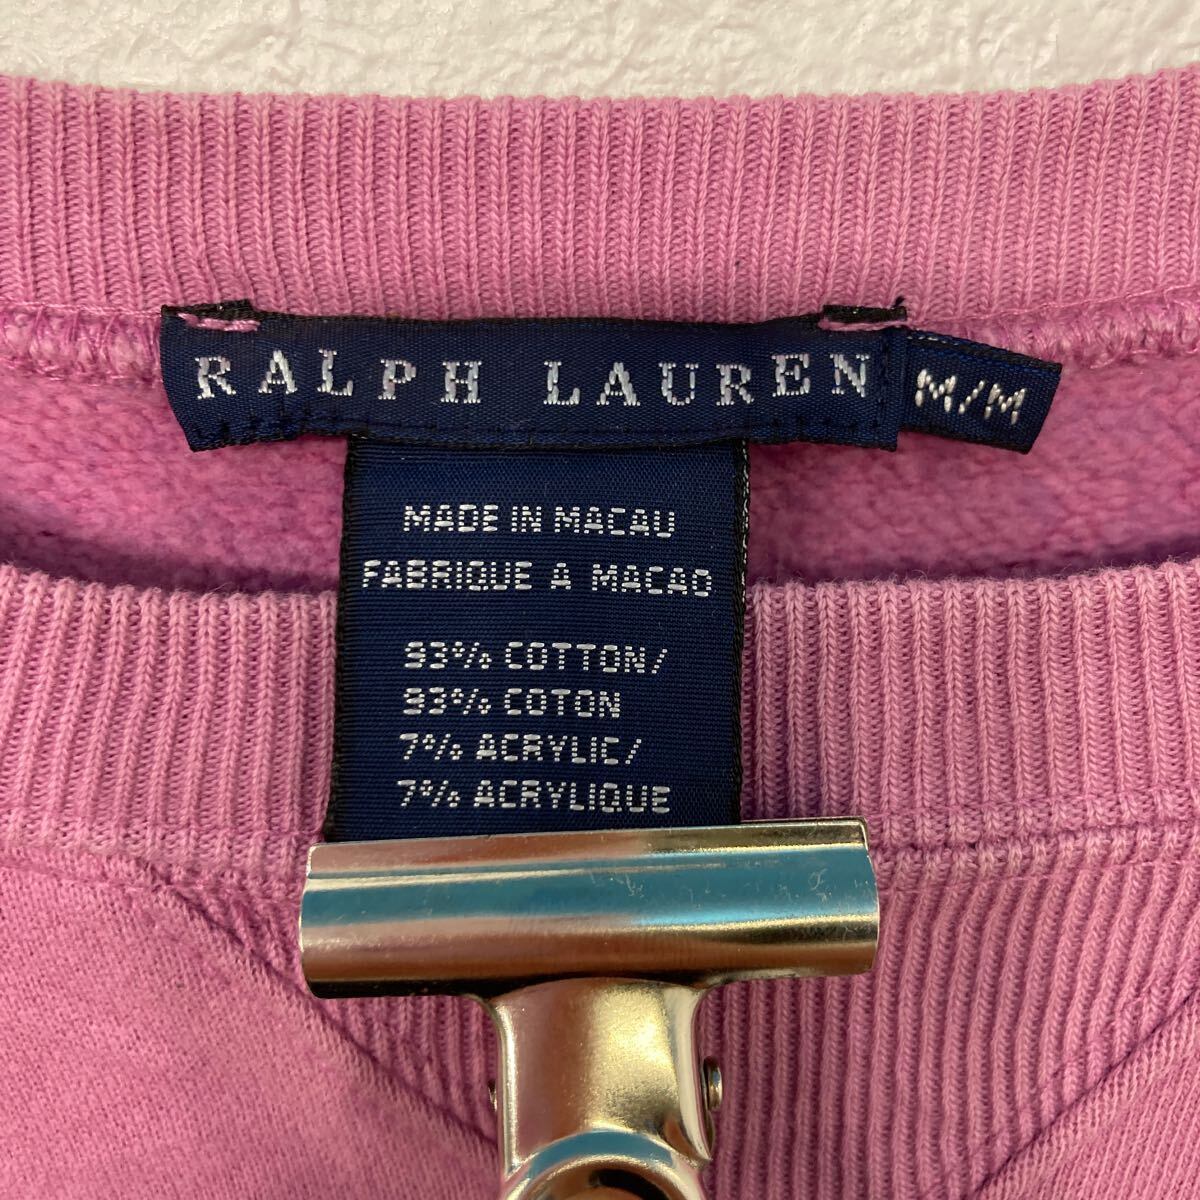 RALPH LAUREN
M/M
MADE IN MACAU
FABRIQUE A MACAO
93% COTTON/
93% COTON
7% ACRYLIC/
7% ACRYLIQUE